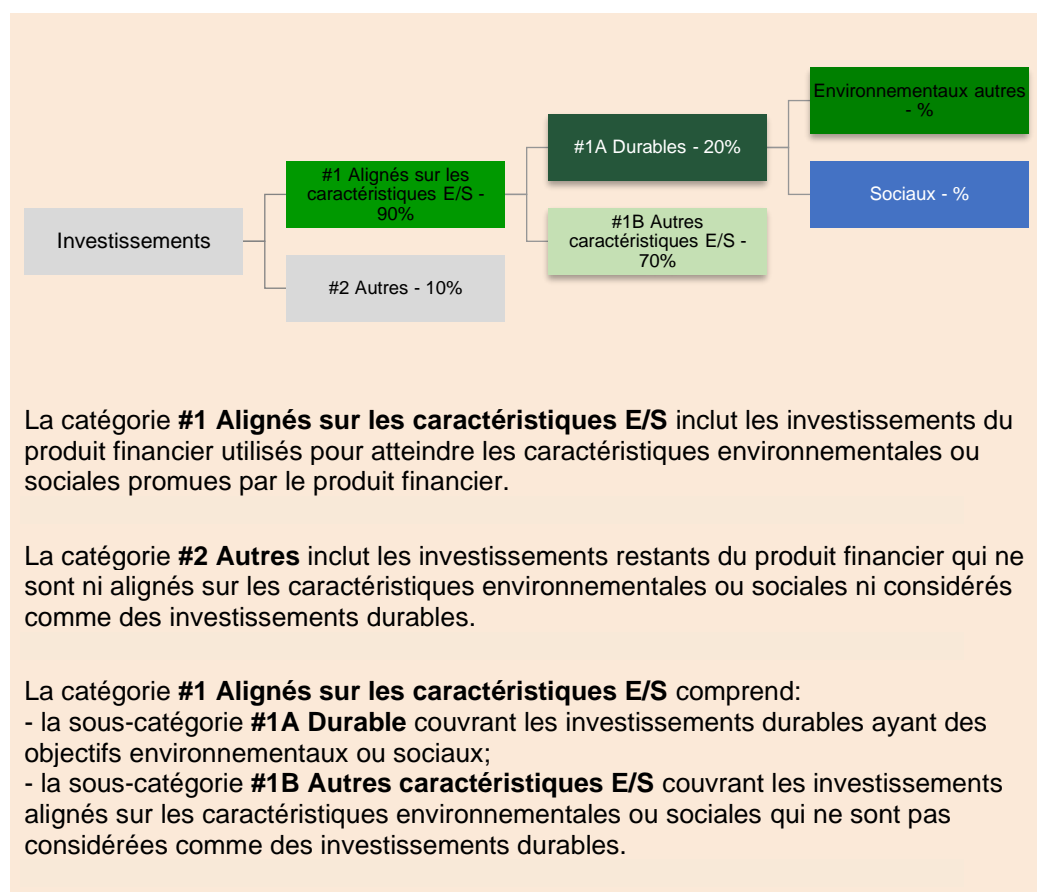 Environnementaux autres
- %
#1A Durables - 20%
#1 Alignés sur les
caractéristiques E/S -
90%
Sociaux - %
Investissements
#1B Autres
caractéristiques E/S -
70%
#2 Autres - 10%
La catégorie #1 Alignés sur les caractéristiques E/S inclut les investissements du
produit financier utilisés pour atteindre les caractéristiques environnementales ou
sociales promues par le produit financier.
La catégorie #2 Autres inclut les investissements restants du produit financier qui ne
sont ni alignés sur les caractéristiques environnementales ou sociales ni considérés
comme des investissements durables.
La catégorie #1 Alignés sur les caractéristiques E/S comprend:
- la sous-catégorie #1A Durable couvrant les investissements durables ayant des
objectifs environnementaux ou sociaux;
- la sous-catégorie #1B Autres caractéristiques E/S couvrant les investissements
alignés sur les caractéristiques environnementales ou sociales qui ne sont pas
considérées comme des investissements durables.